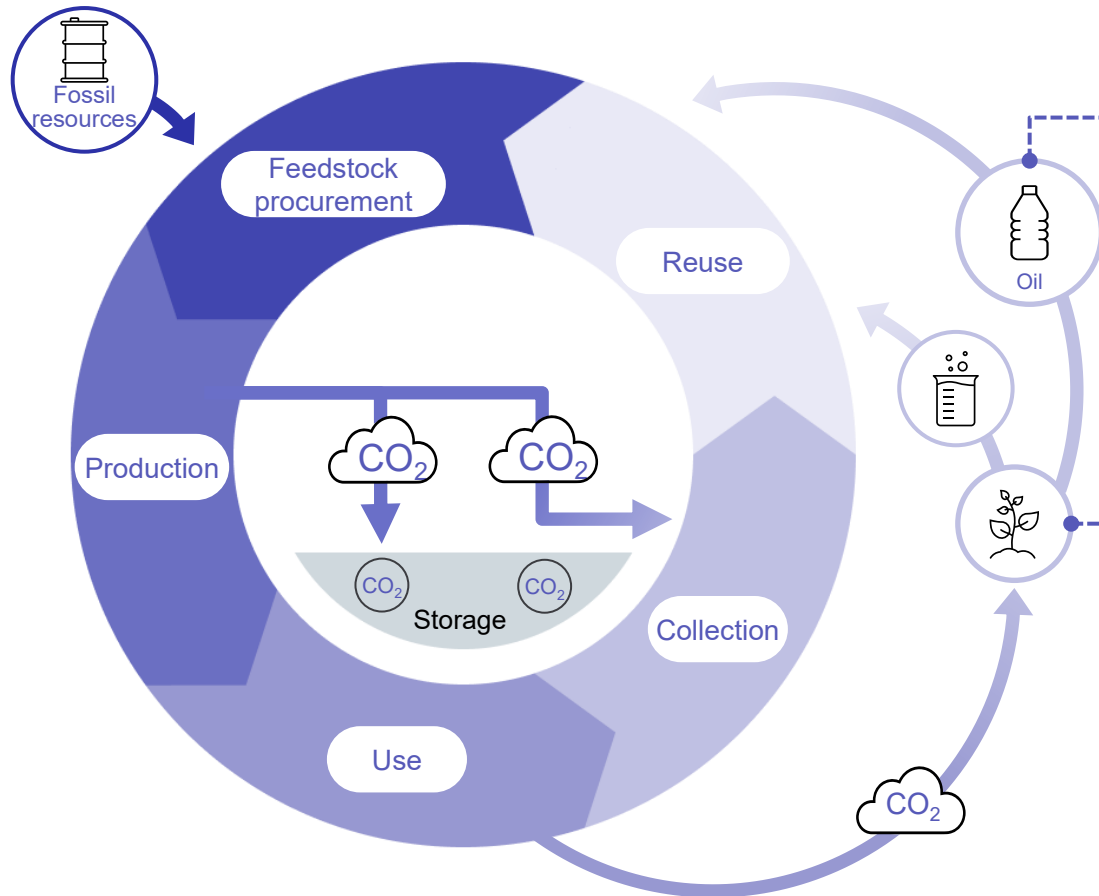 Fossil
resources
Feedstock
procurement
Reuse
Oil
Production
CO₂
CO₂
CO₂
CO₂
Storage
Collection
Use
CO₂